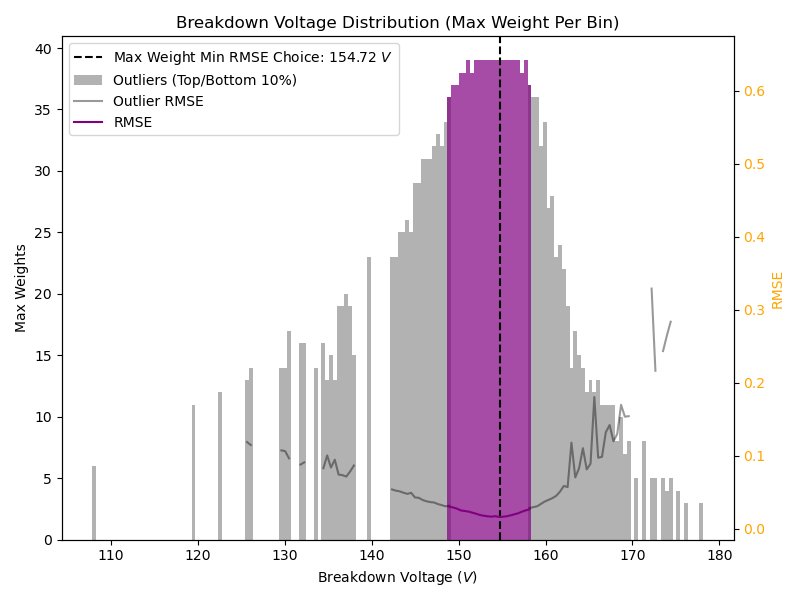 Breakdown Voltage Distribution (Max Weight Per Bin)
Max Weight Min RMSE Choice: 154.72 V
Outliers (Top/Bottom 10%)
Outlier RMSE
RMSE
Max Weights
40
35
30
25
20
15
10
5
0
0.6
0.5
0.4
0.3
0.2
0.1
0.0
RMSE
110 120 130 140 150 160 170 180
Breakdown Voltage (V)